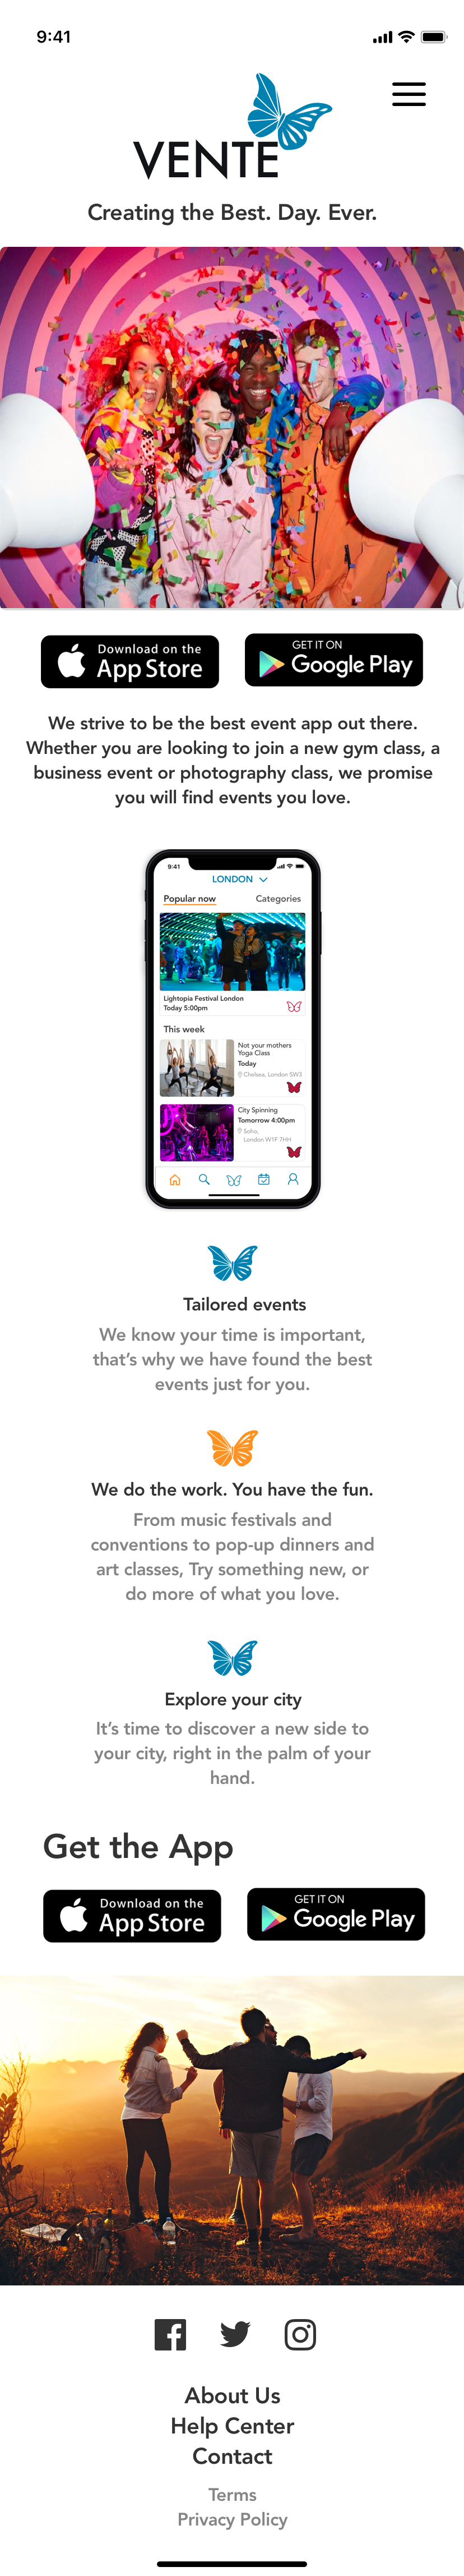 9:41
VENTE
Creating the Best. Day. Ever.
Download on the
App Store
GET IT ON
Google Play
We strive to be the best event app out there.
Whether you are looking to join a new gym class, a
business event or photography class, we promise
you will find events you love.
9:41
LONDON
Popular now
Categories
Lightopia Festival London
Today 5:00pm
This week
Not your mothers
Yoga Class
Today
Chelsea, London SW3
City Spinning
Tomorrow 4:00pm
Soho,
London W1F 7HH
Tailored events
We know your time is important,
that's why we have found the best
events just for you.
We do the work. You have the fun.
From music festivals and
conventions to pop-up dinners and
art classes, Try something new, or
do more of what you love.
Explore your city
It's time to discover a new side to
your city, right in the palm of your
hand.
Get the App
Download on the
App Store
GET IT ON
Google Play
About Us
Help Center
Contact
Terms
Privacy Policy